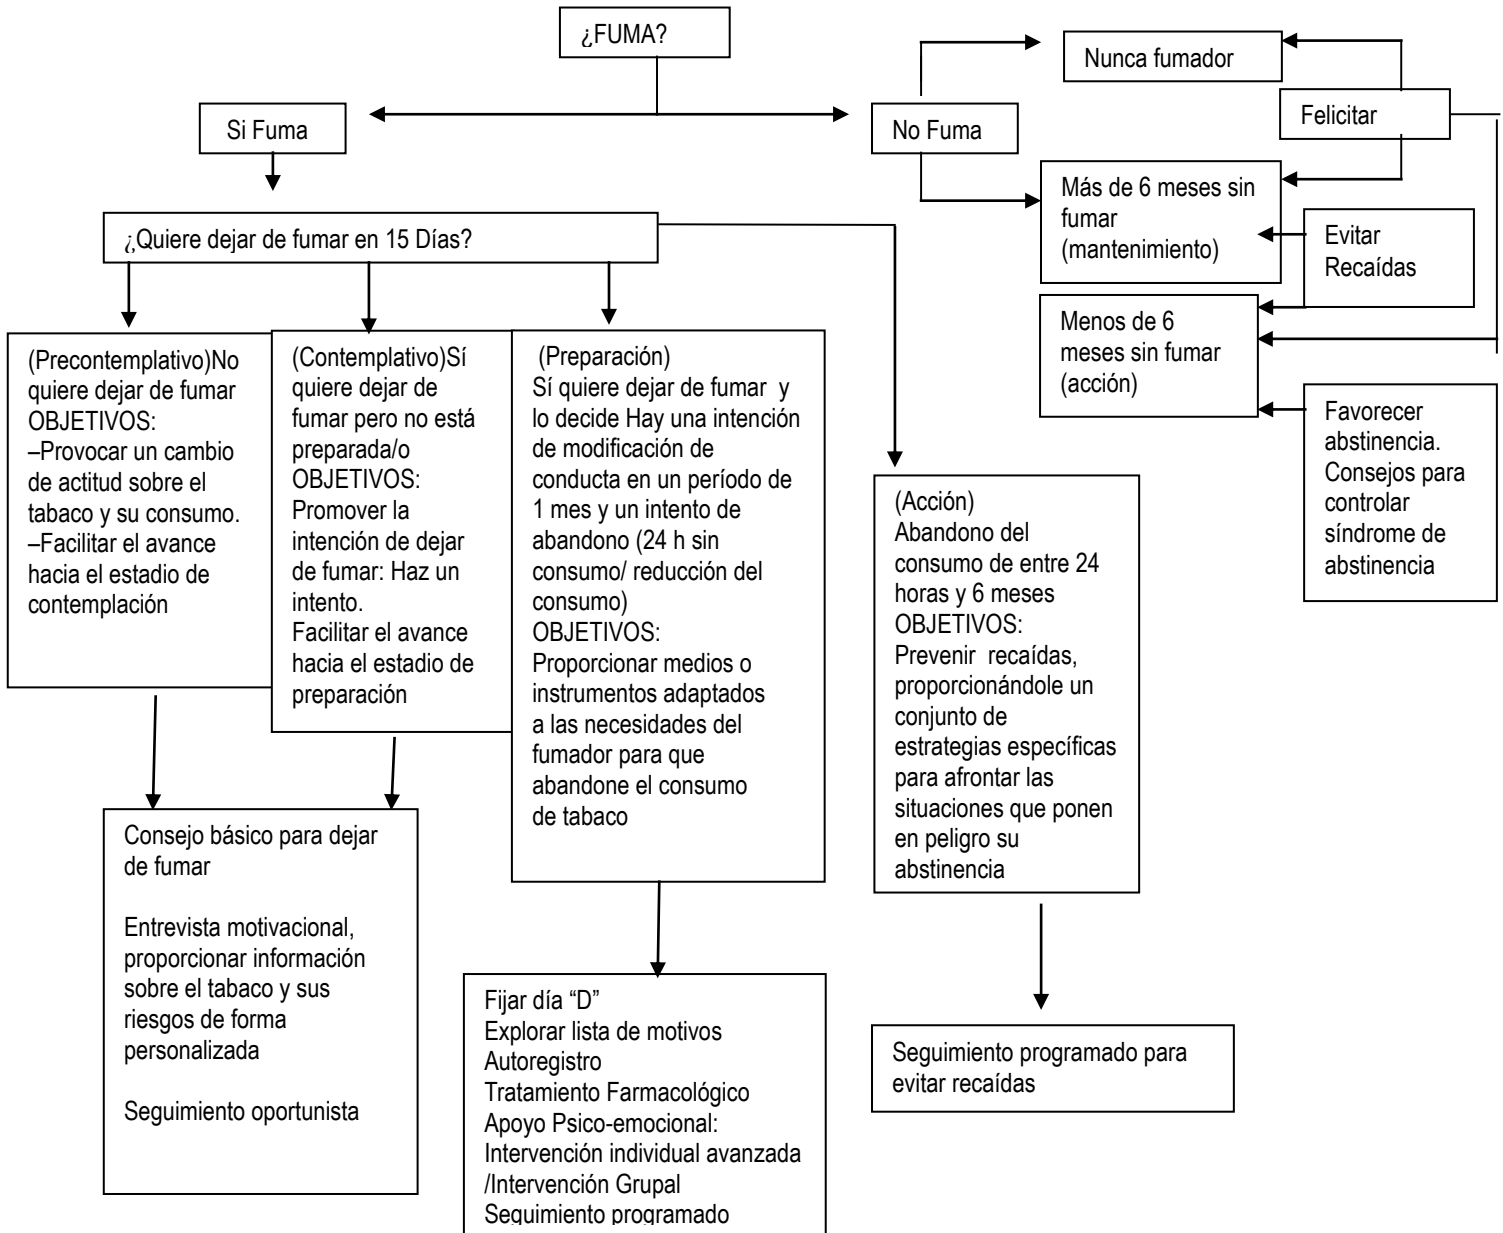 ¿FUMA?
Nunca fumador
Felicitar
Si Fuma
No Fuma
Más de 6 meses sin
fumar
(mantenimiento)
Evitar
Recaídas
¿Quiere dejar de fumar en 15 Días?
Menos de 6
meses sin fumar
(acción)
Favorecer
abstinencia.
Consejos para
controlar
síndrome de
abstinencia
(Precontemplativo)No
quiere dejar de fumar
OBJETIVOS:
–Provocar un cambio
de actitud sobre el
tabaco y su consumo.
–Facilitar el avance
hacia el estadio de
contemplación
(Contemplativo)Sí
quiere dejar de
fumar pero no está
preparada/o
OBJETIVOS:
Promover la
intención de dejar
de fumar: Haz un
intento.
Facilitar el avance
hacia el estadio de
preparación
(Preparación)
Sí quiere dejar de fumar y
lo decide Hay una intención
de modificación de
conducta en un período de
1 mes y un intento de
abandono (24 h sin
consumo/ reducción del
consumo)
OBJETIVOS:
Proporcionar medios o
instrumentos adaptados
a las necesidades del
fumador para que
abandone el consumo
de tabaco
(Acción)
Abandono del
consumo de entre 24
horas y 6 meses
OBJETIVOS:
Prevenir recaídas,
proporcionándole un
conjunto de
estrategias específicas
para afrontar las
situaciones que ponen
en peligro su
abstinencia
Consejo básico para dejar
de fumar
Entrevista motivacional,
proporcionar información
sobre el tabaco y sus
riesgos de forma
personalizada
Seguimiento oportunista
Fijar día “D”
Explorar lista de motivos
Autoregistro
Tratamiento Farmacológico
Apoyo Psico-emocional:
Intervención individual avanzada
/Intervención Grupal
Seguimiento programado
Seguimiento programado para
evitar recaídas